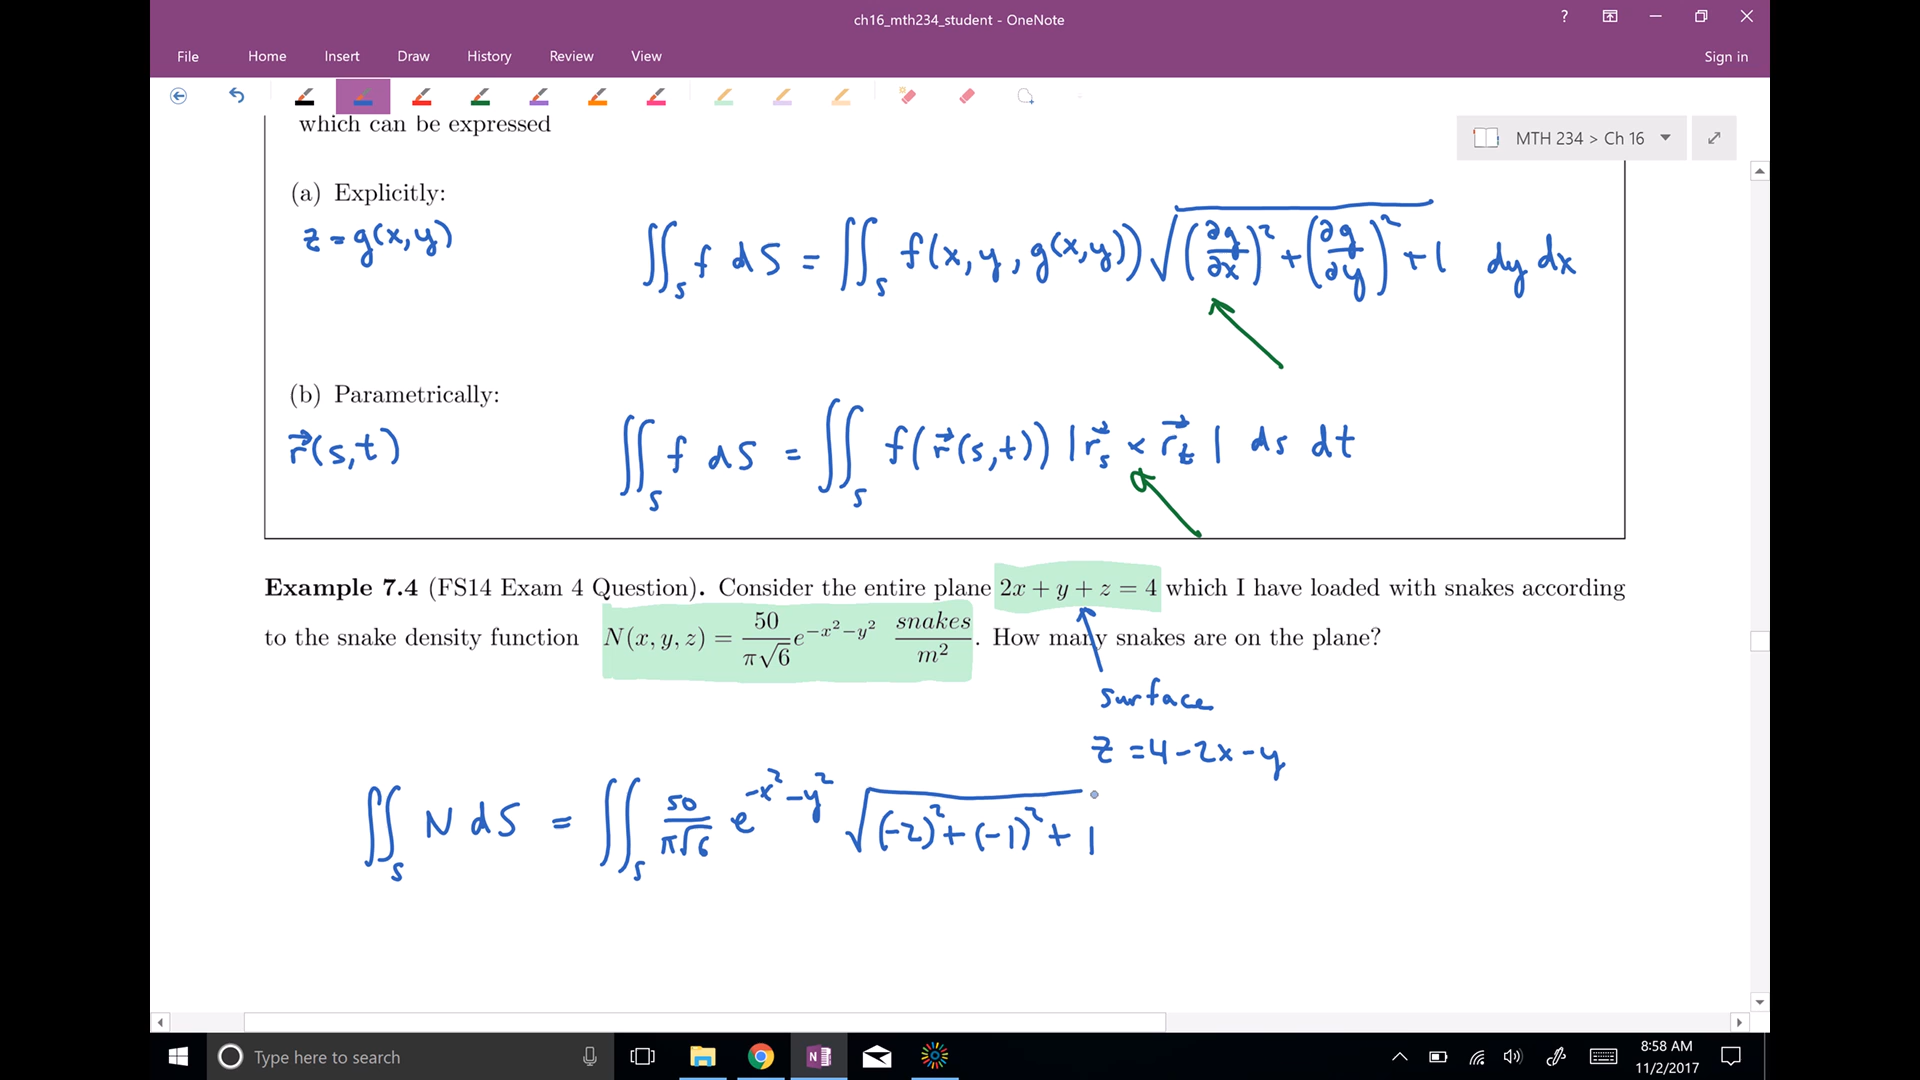 ch16_mth234_student - OneNote
?
File Home Insert Draw History Review View Sign in
which can be expressed
MTH 234 > Ch 16
(a) Explicitly:
z = g(x,y)
∬_S f dS = ∬_S f(x, y, g(x,y)) √((∂g/∂x)² + (∂g/∂y)² + 1) dy dx
(b) Parametrically:
r⃗(s,t)
∬_S f dS = ∬_S f(r⃗(s,t)) |r⃗_s × r⃗_t| ds dt
Example 7.4 (FS14 Exam 4 Question). Consider the entire plane 2x + y + z = 4 which I have loaded with snakes according
to the snake density function N(x, y, z) = 50/(π√6) e^(−x²−y²) snakes/m². How many snakes are on the plane?
surface
z = 4 - 2x - y
∬_S N dS = ∬_S 50/(π√6) e^(-x²-y²) √((-2)² + (-1)² + 1
Type here to search
8:58 AM
11/2/2017